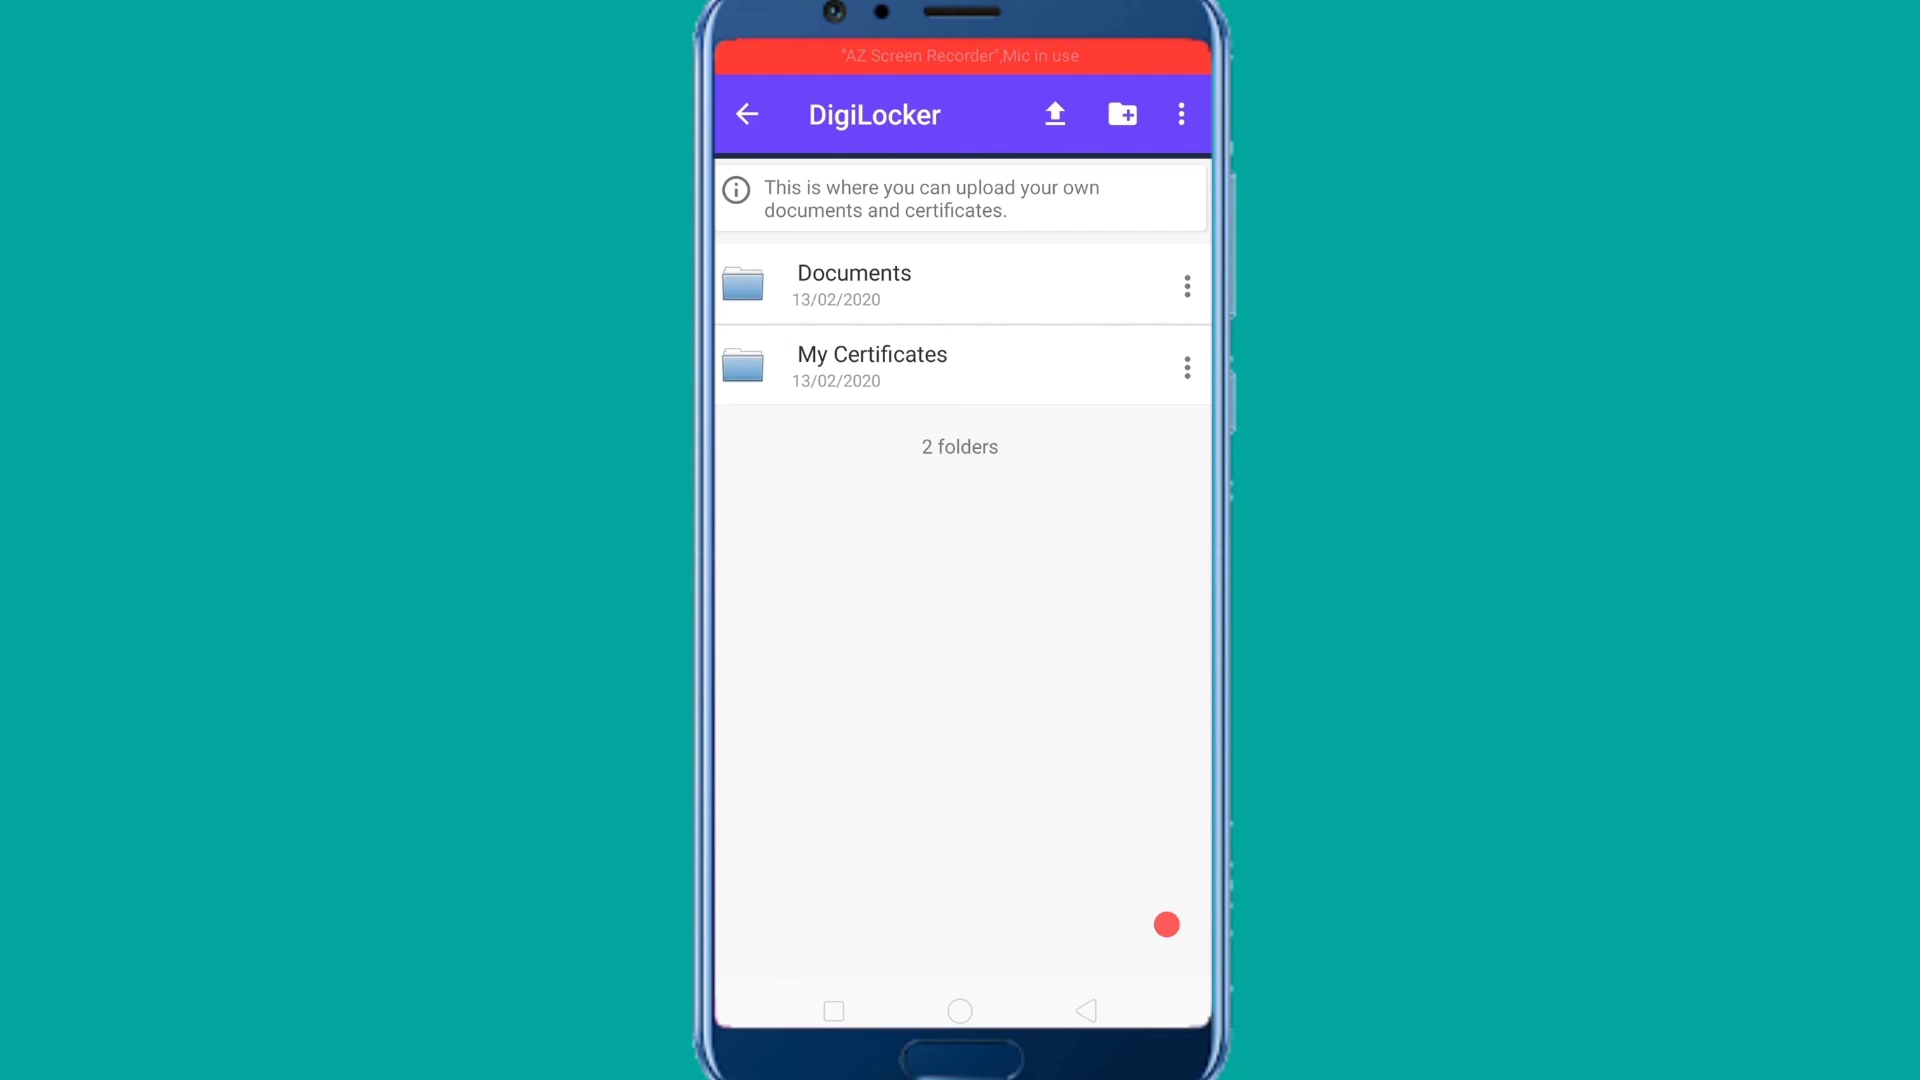 "AZ Screen Recorder",Mic in use
DigiLocker
This is where you can upload your own
documents and certificates.
Documents
13/02/2020
My Certificates
13/02/2020
2 folders